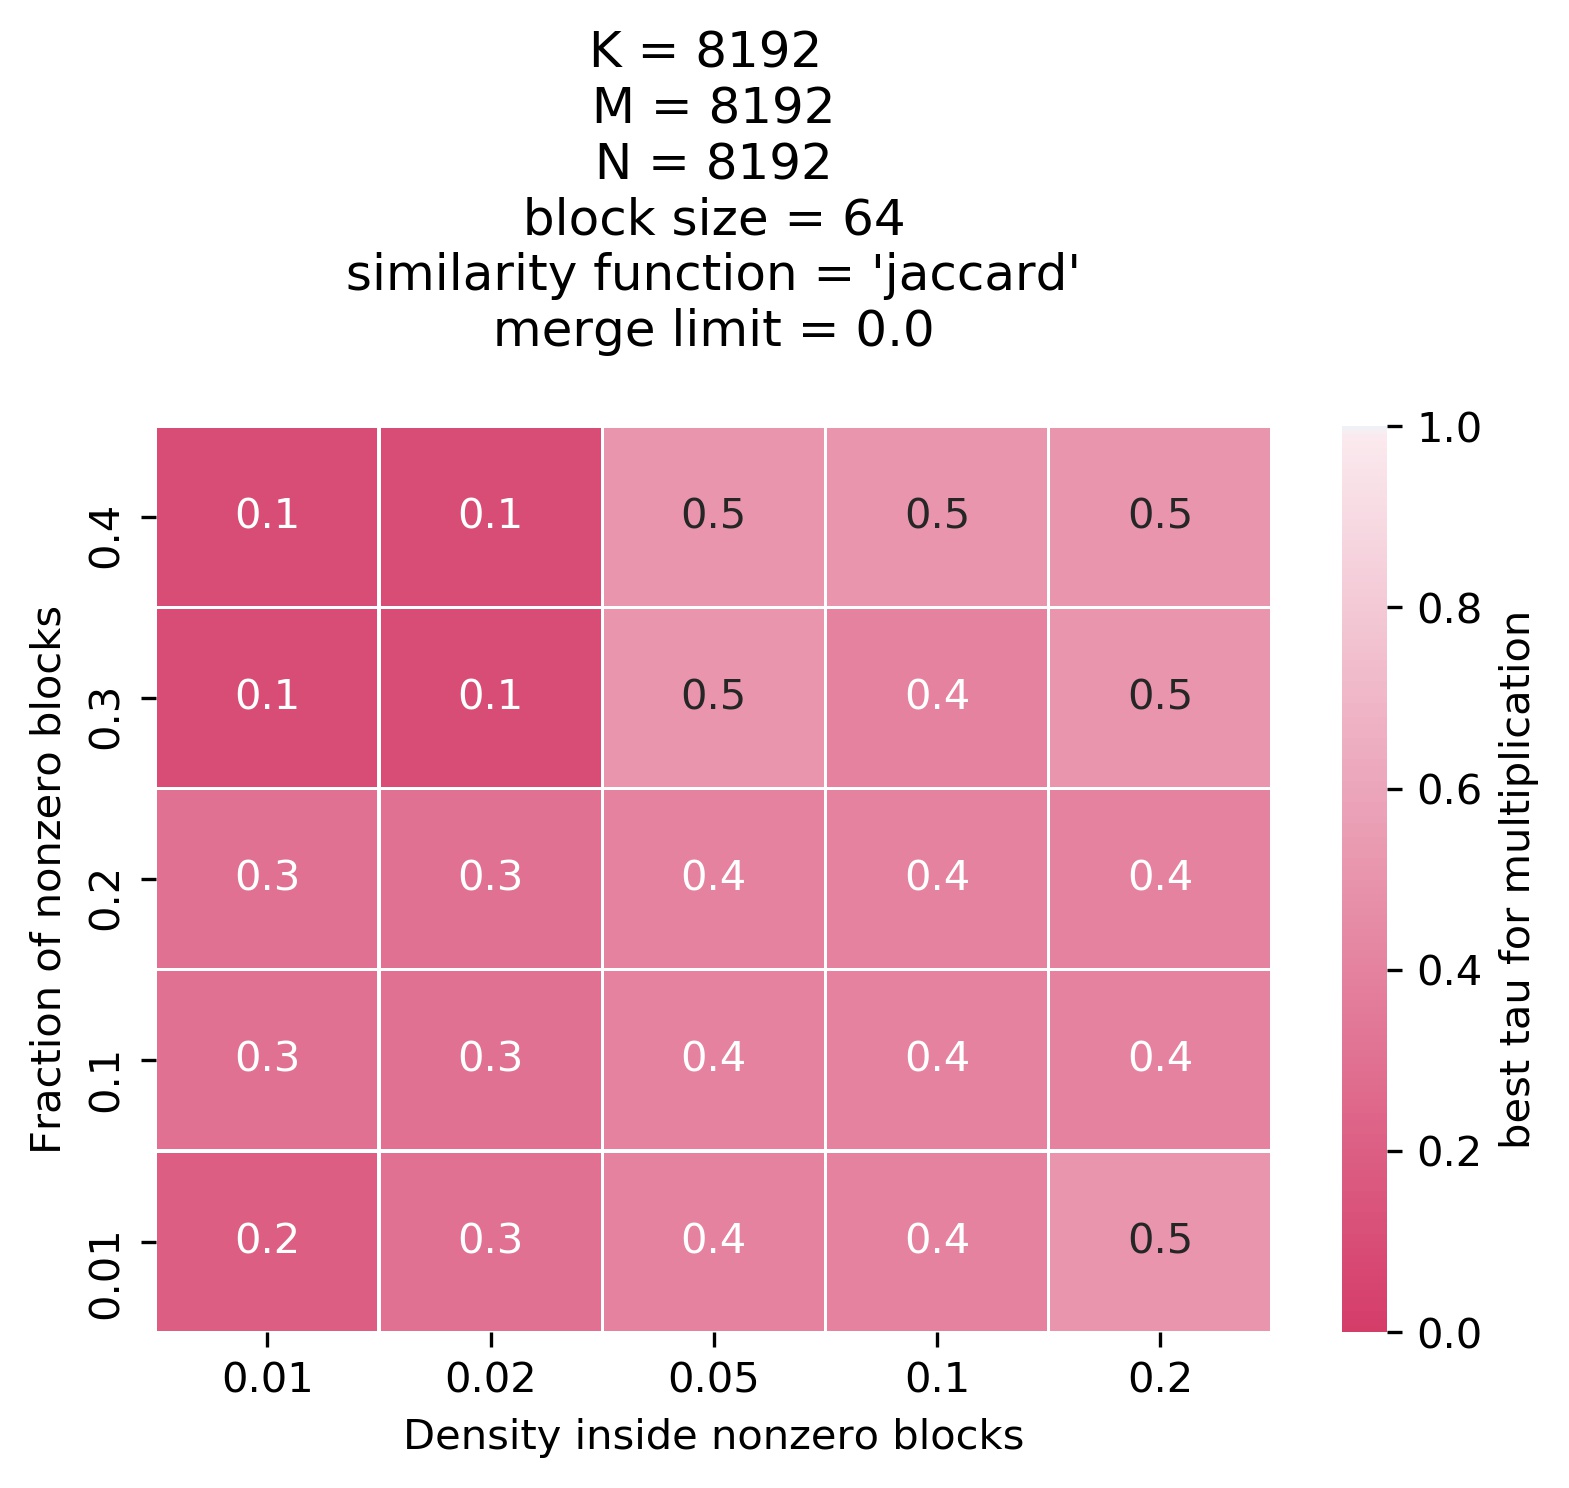 K = 8192
M = 8192
N = 8192
block size = 64
similarity function = 'jaccard'
merge limit = 0.0
Fraction of nonzero blocks
0.4
0.1 0.1 0.5 0.5 0.5
0.3
0.1 0.1 0.5 0.4 0.5
0.2
0.3 0.3 0.4 0.4 0.4
0.1
0.3 0.3 0.4 0.4 0.4
0.01
0.2 0.3 0.4 0.4 0.5
0.01 0.02 0.05 0.1 0.2
Density inside nonzero blocks
1.0
0.8
0.6
0.4
0.2
0.0
best tau for multiplication